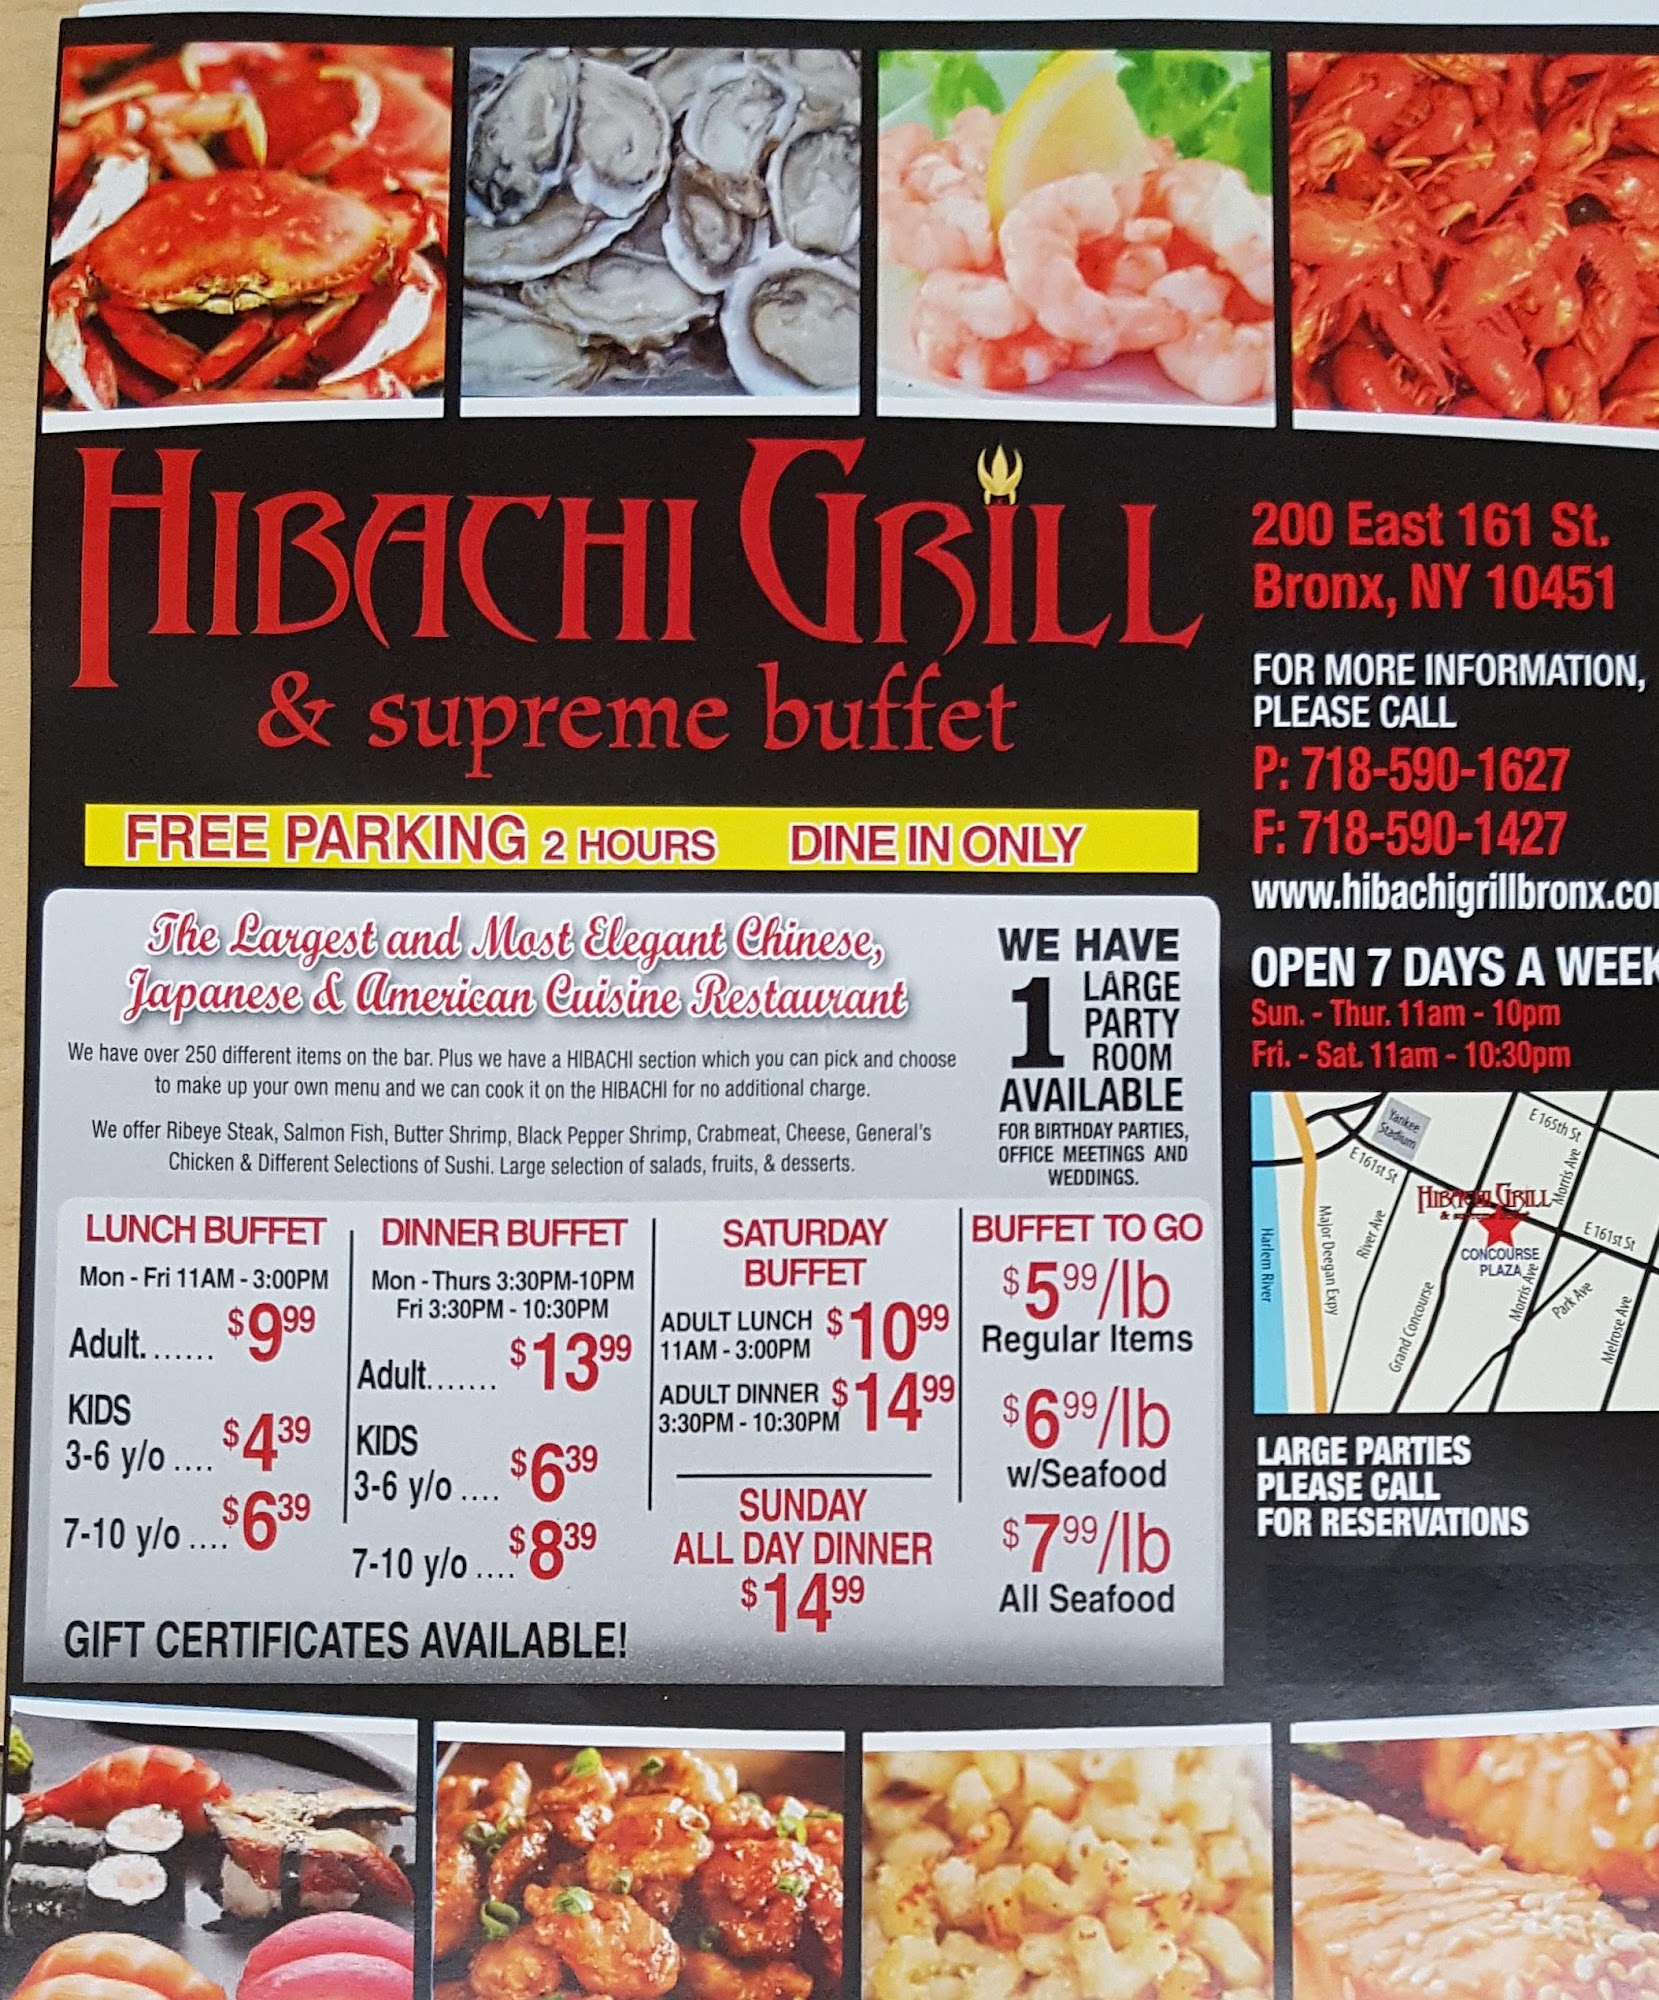 HIBACHI GRILL
& supreme buffet
FREE PARKING 2 HOURS DINE IN ONLY
The Largest and Most Elegant Chinese,
Japanese & American Cuisine Restaurant
We have over 250 different items on the bar. Plus we have a HIBACHI section which you can pick and choose
to make up your own menu and we can cook it on the HIBACHI for no additional charge.
We offer Ribeye Steak, Salmon Fish, Butter Shrimp, Black Pepper Shrimp, Crabmeat, Cheese, General's
Chicken & Different Selections of Sushi. Large selection of salads, fruits, & desserts.
WE HAVE
1 LARGE
PARTY
ROOM
AVAILABLE
FOR BIRTHDAY PARTIES,
OFFICE MEETINGS AND
WEDDINGS.
LUNCH BUFFET
Mon - Fri 11AM - 3:00PM
Adult. ...... $9.99
KIDS
3-6 y/o .... $4.39
7-10 y/o .... $6.39
DINNER BUFFET
Mon - Thurs 3:30PM-10PM
Fri 3:30PM - 10:30PM
Adult....... $13.99
KIDS
3-6 y/o .... $6.39
7-10 y/o .... $8.39
SATURDAY
BUFFET
ADULT LUNCH $10.99
11AM - 3:00PM
ADULT DINNER $14.99
3:30PM - 10:30PM
SUNDAY
ALL DAY DINNER
$14.99
BUFFET TO GO
$5.99/lb
Regular Items
$6.99/lb
w/Seafood
$7.99/lb
All Seafood
GIFT CERTIFICATES AVAILABLE!
200 East 161 St.
Bronx, NY 10451
FOR MORE INFORMATION,
PLEASE CALL
P: 718-590-1627
F: 718-590-1427
www.hibachigrillbronx.co
OPEN 7 DAYS A WEEK
Sun. - Thur. 11am - 10pm
Fri. - Sat. 11am - 10:30pm
Yankee
Stadium
E 165th St
E 161st St
Morris Ave
HIBACHI GRILL
E 161st St
CONCOURSE
PLAZA
Harlem River
Major Deegan Expy
River Ave
Grand Concourse
Morris Ave
Park Ave
Melrose Ave
LARGE PARTIES
PLEASE CALL
FOR RESERVATIONS